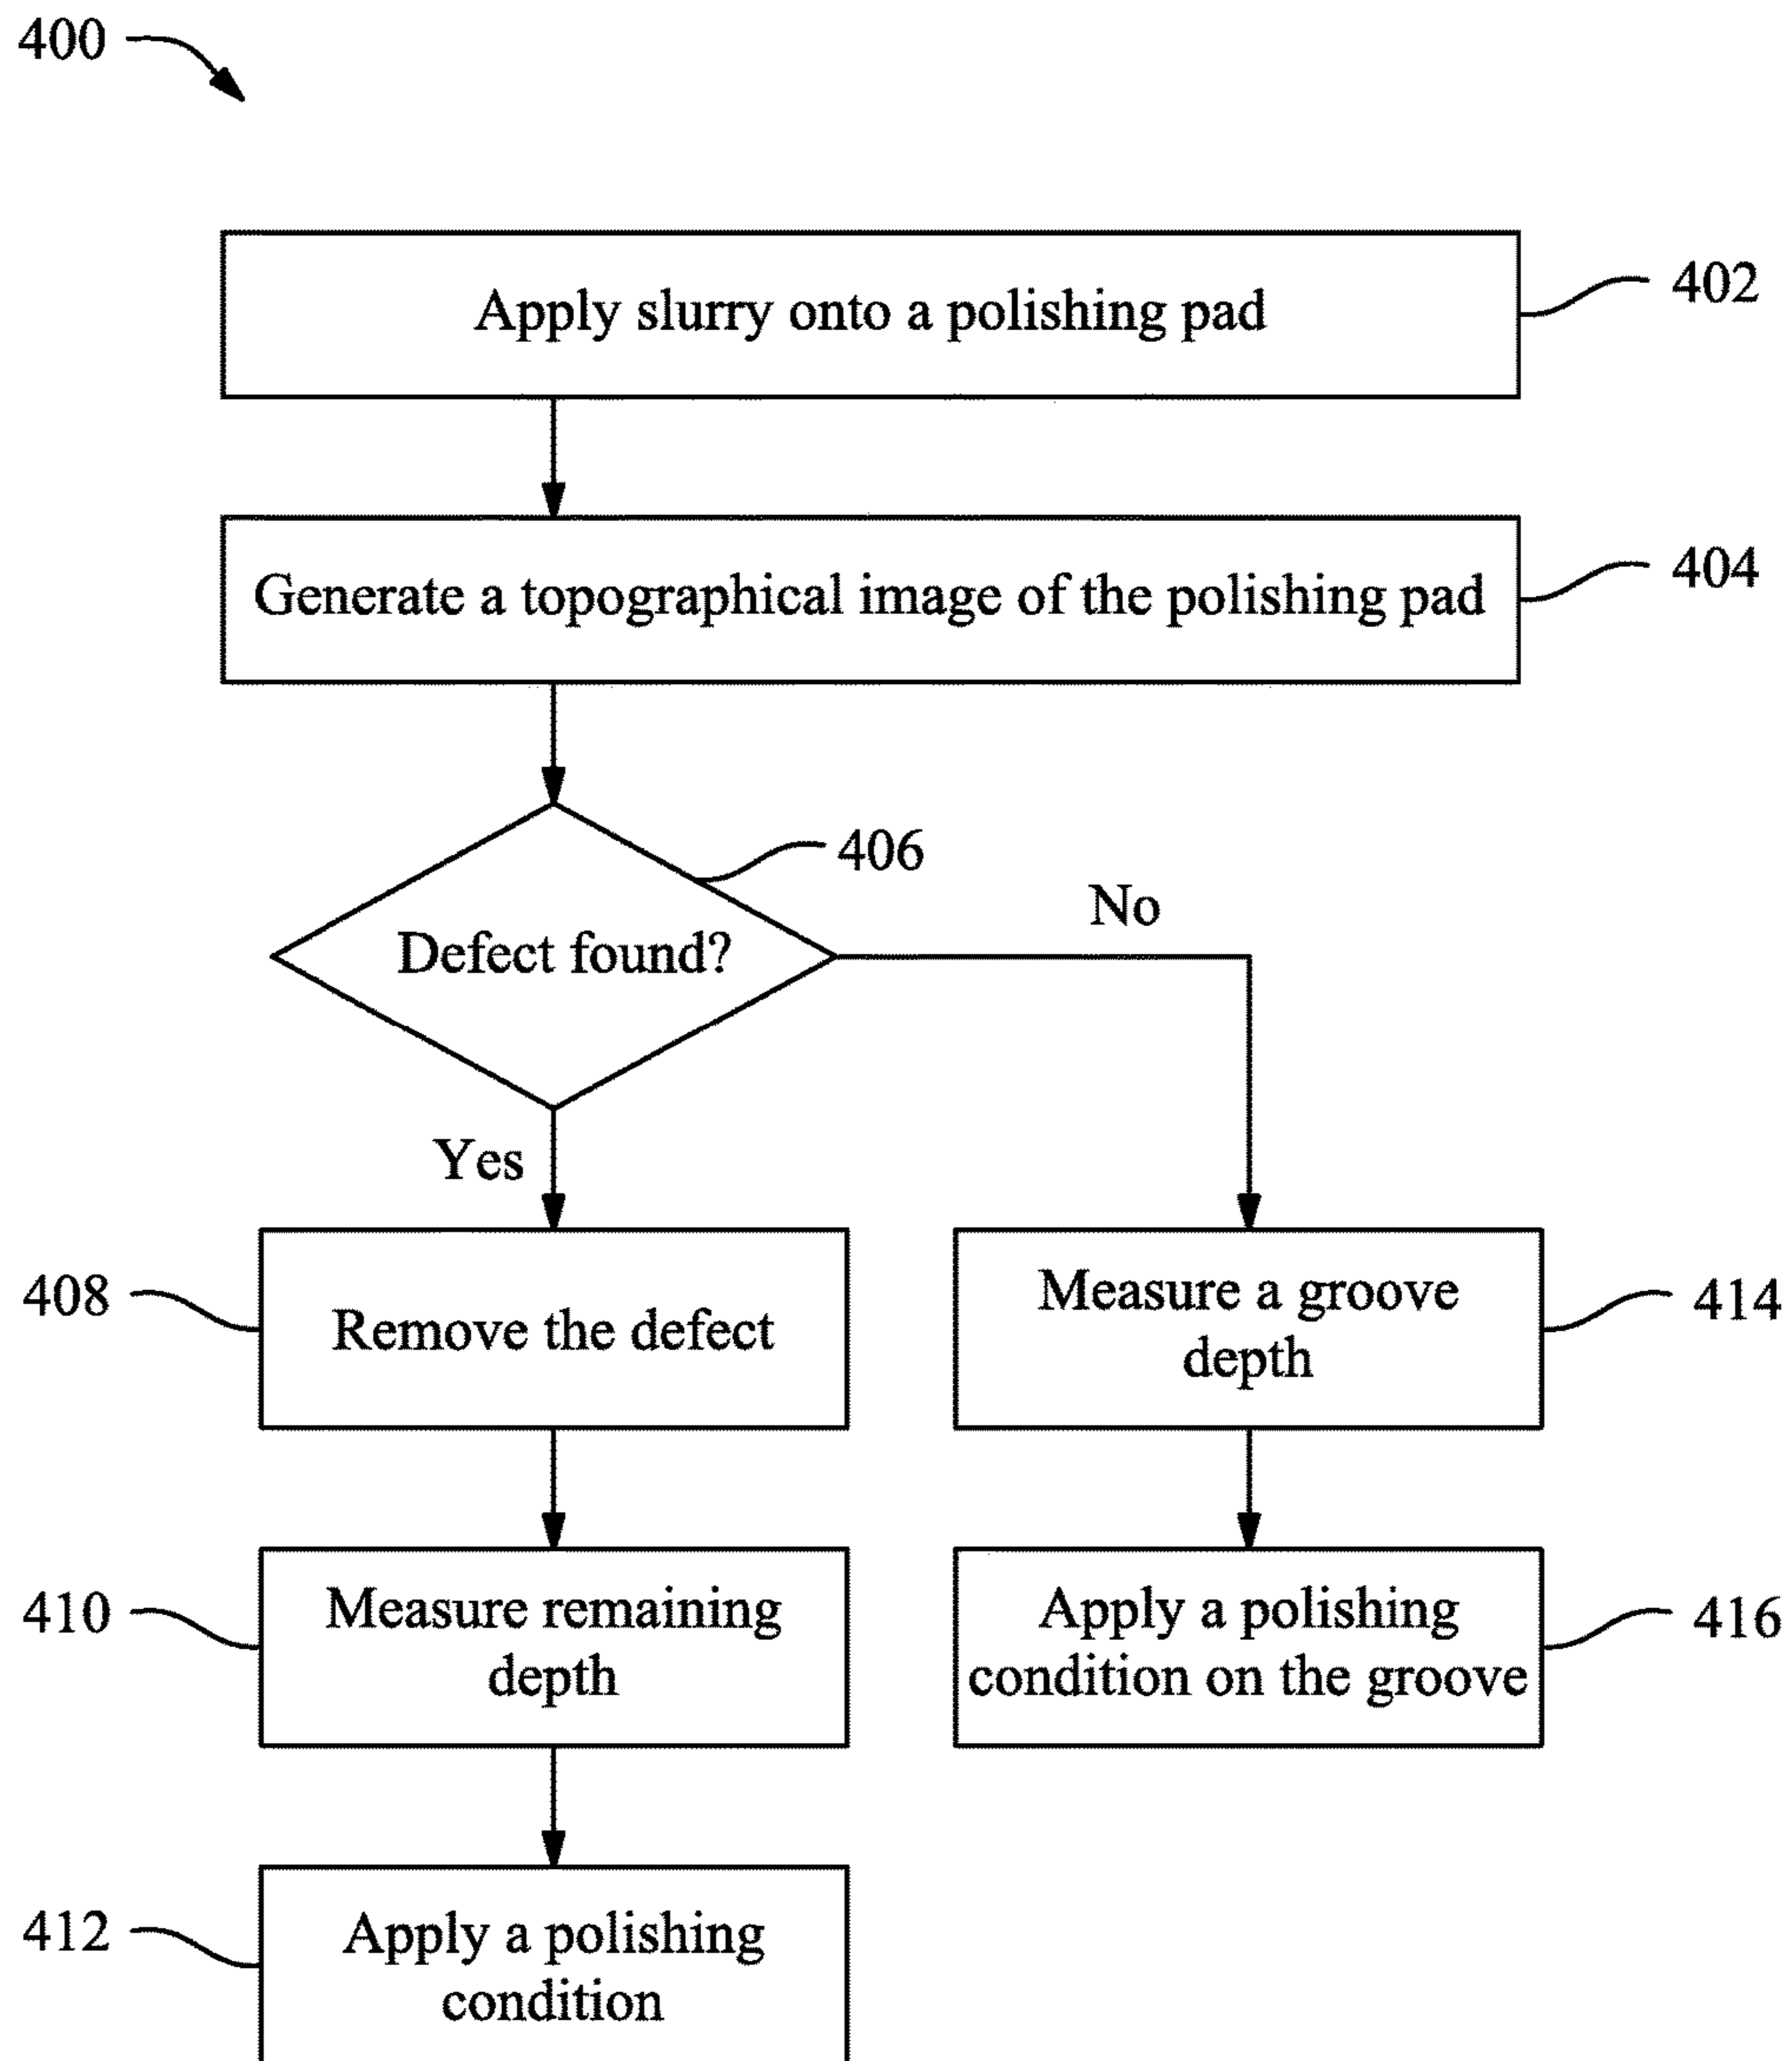 400
Apply slurry onto a polishing pad
402
Generate a topographical image of the polishing pad
404
406
Defect found?
No
Yes
408
Remove the defect
Measure a groove
depth
414
410
Measure remaining
depth
Apply a polishing
condition on the groove
416
412
Apply a polishing
condition